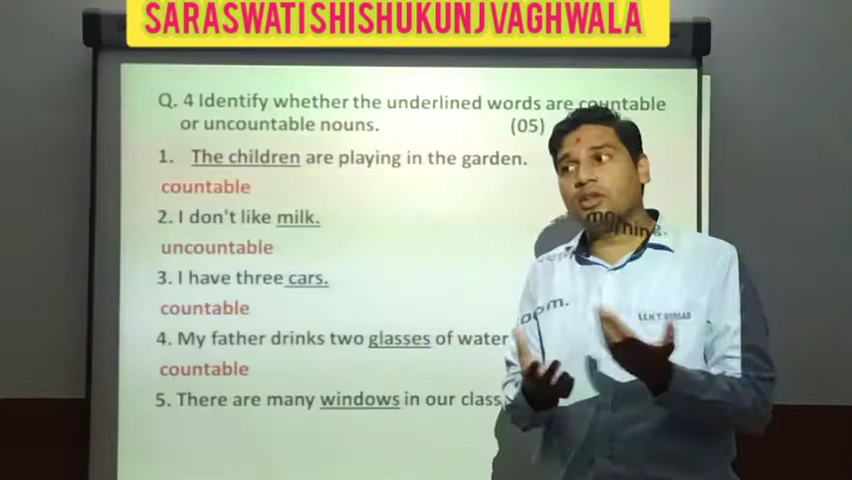 SARASWATI SHISHUKUNJ VAGHWALA
Q. 4 Identify whether the underlined words are countable
or uncountable nouns. (05)
1. The children are playing in the garden.
countable
2. I don't like milk.
uncountable
3. I have three cars.
countable
4. My father drinks two glasses of water
morning.
countable
5. There are many windows in our class
oom.